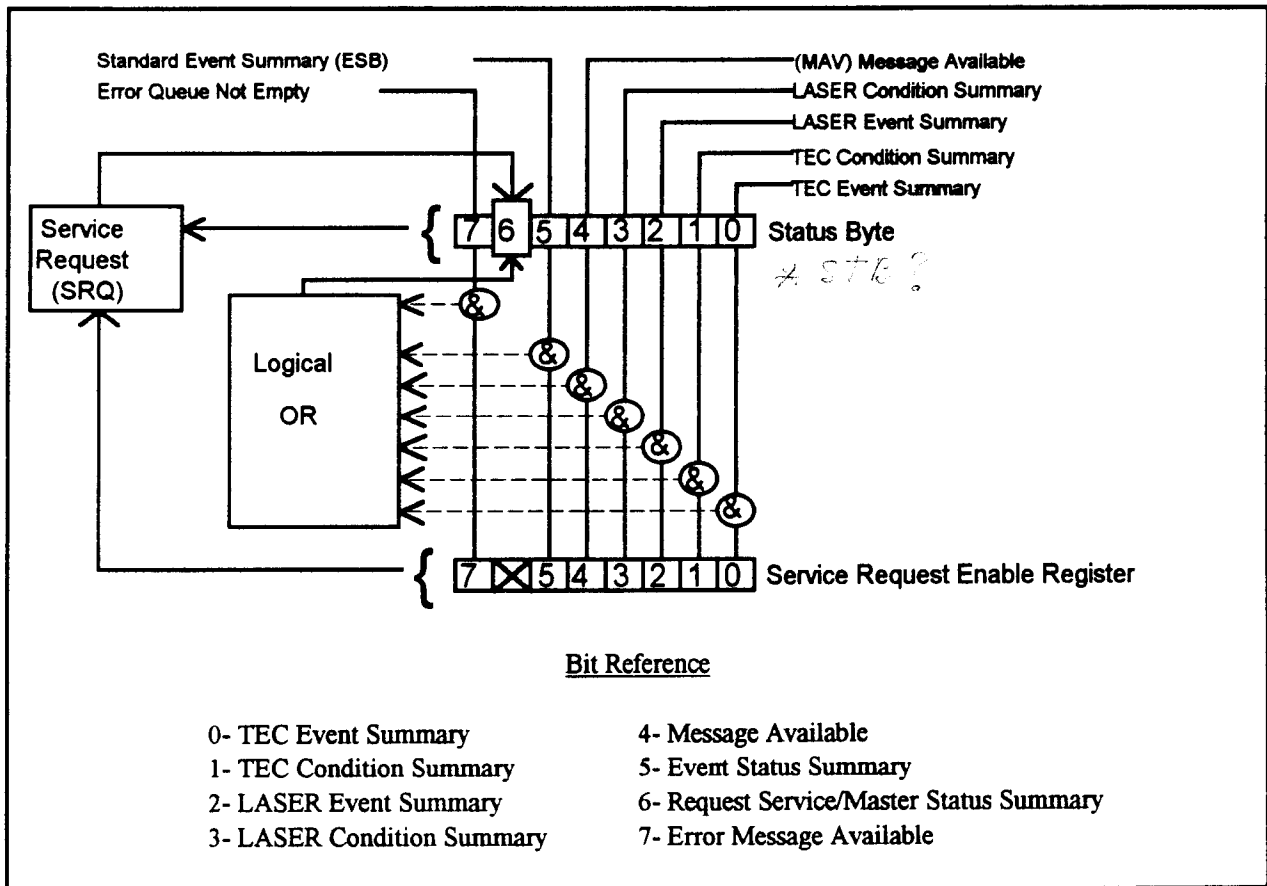 Standard Event Summary (ESB)
(MAV) Message Available
Error Queue Not Empty
LASER Condition Summary
LASER Event Summary
TEC Condition Summary
TEC Event Summary
Service
Request
(SRQ)
{ 7 6 5 4 3 2 1 0 Status Byte
* STB?
&
&
&
&
&
&
&
Logical
OR
{ 7 5 4 3 2 1 0 Service Request Enable Register
Bit Reference
0- TEC Event Summary
1- TEC Condition Summary
2- LASER Event Summary
3- LASER Condition Summary
4- Message Available
5- Event Status Summary
6- Request Service/Master Status Summary
7- Error Message Available